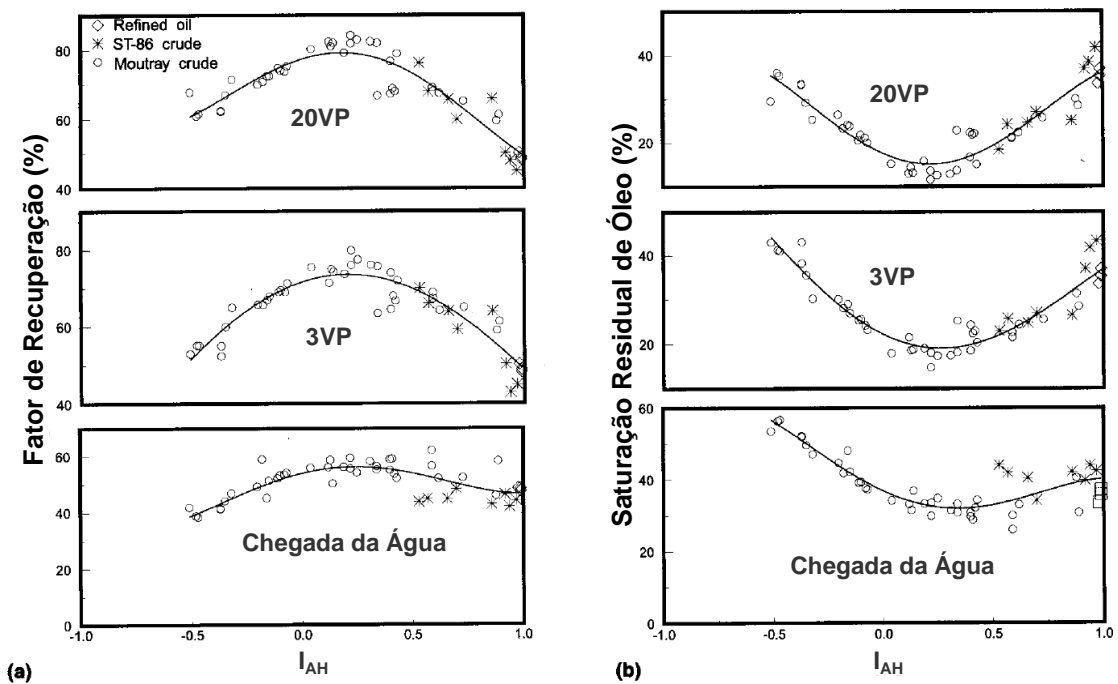 Refined oil
ST-86 crude
Moutray crude
Fator de Recuperação (%)
80
60
40
20VP
80
60
40
3VP
60
40
20
0
Chegada da Água
-1.0
-0.5
0.0
0.5
1.0
I_AH
(a)
Saturação Residual de Óleo (%)
40
20
20VP
40
20
3VP
60
40
20
0
Chegada da Água
-1.0
-0.5
0.0
0.5
1.0
I_AH
(b)